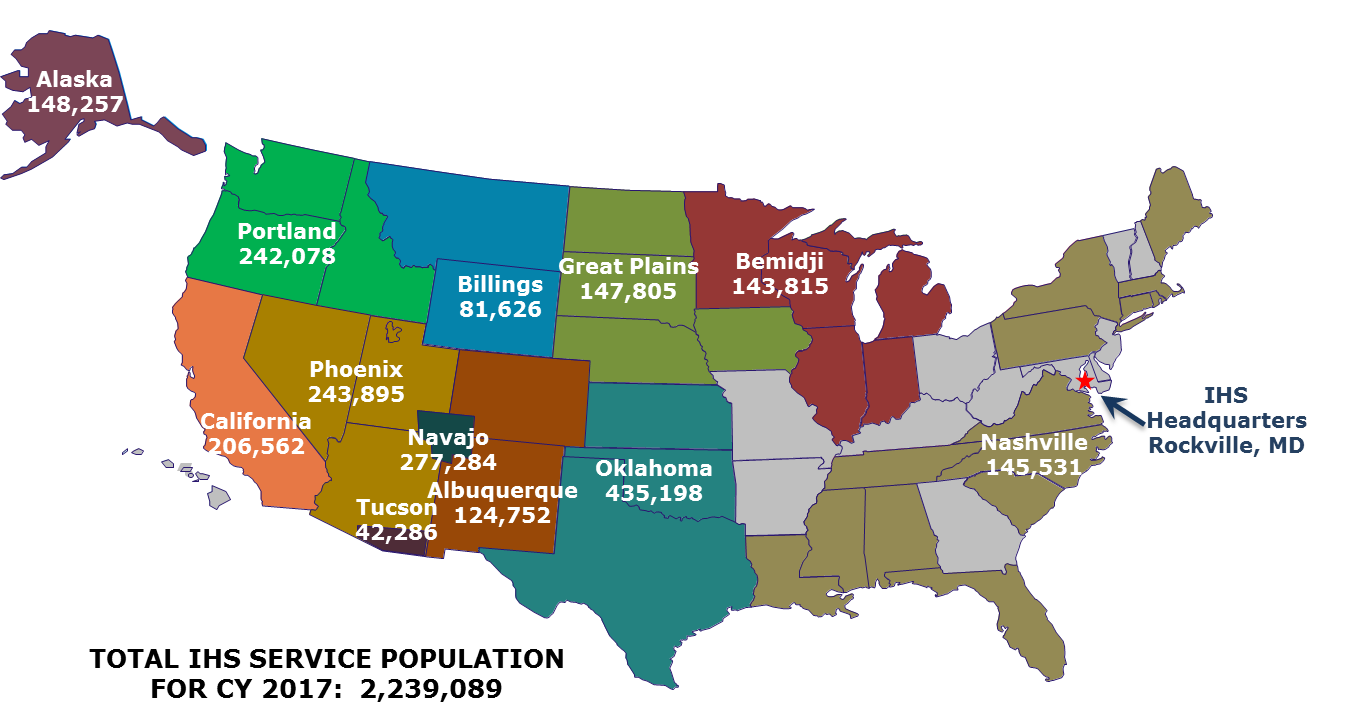 Alaska
148,257
Portland
242,078
Billings
81,626
Great Plains
147,805
Bemidji
143,815
Phoenix
243,895
California
206,562
Navajo
277,284
Albuquerque
124,752
Tucson
42,286
Oklahoma
435,198
Nashville
145,531
IHS
Headquarters
Rockville, MD
TOTAL IHS SERVICE POPULATION
FOR CY 2017:  2,239,089